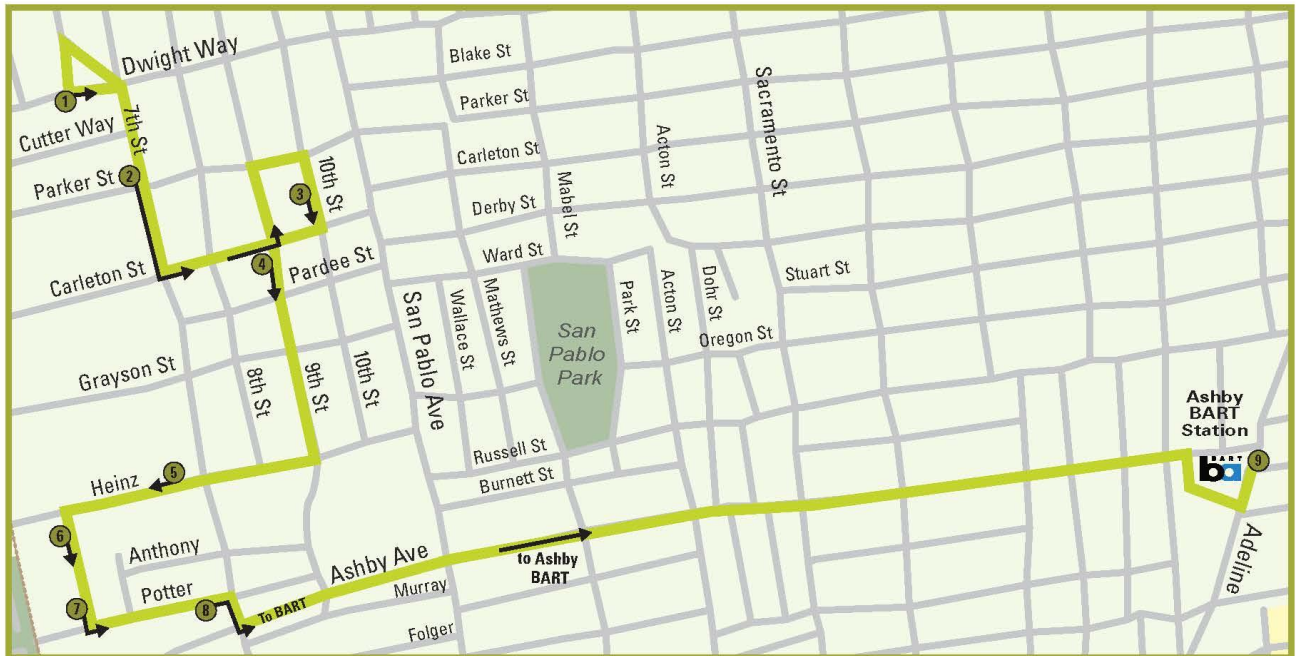 Dwight Way
Blake St
Sacramento St
1
7th St
Parker St
Cutter Way
Acton St
Carleton St
10th St
Parker St
2
3
Mabel St
Derby St
Ward St
4
Pardee St
Carleton St
Stuart St
Dohr St
San Pablo Ave
Wallace St
Mathews St
San
Pablo
Park
Park St
Acton St
Oregon St
Grayson St
8th St
9th St
10th St
Ashby
BART
Station
Russell St
BART
ba
9
5
Heinz
Burnett St
6
Anthony
Ashby Ave
to Ashby
BART
Adeline
Potter
Murray
7
8
To BART
Folger